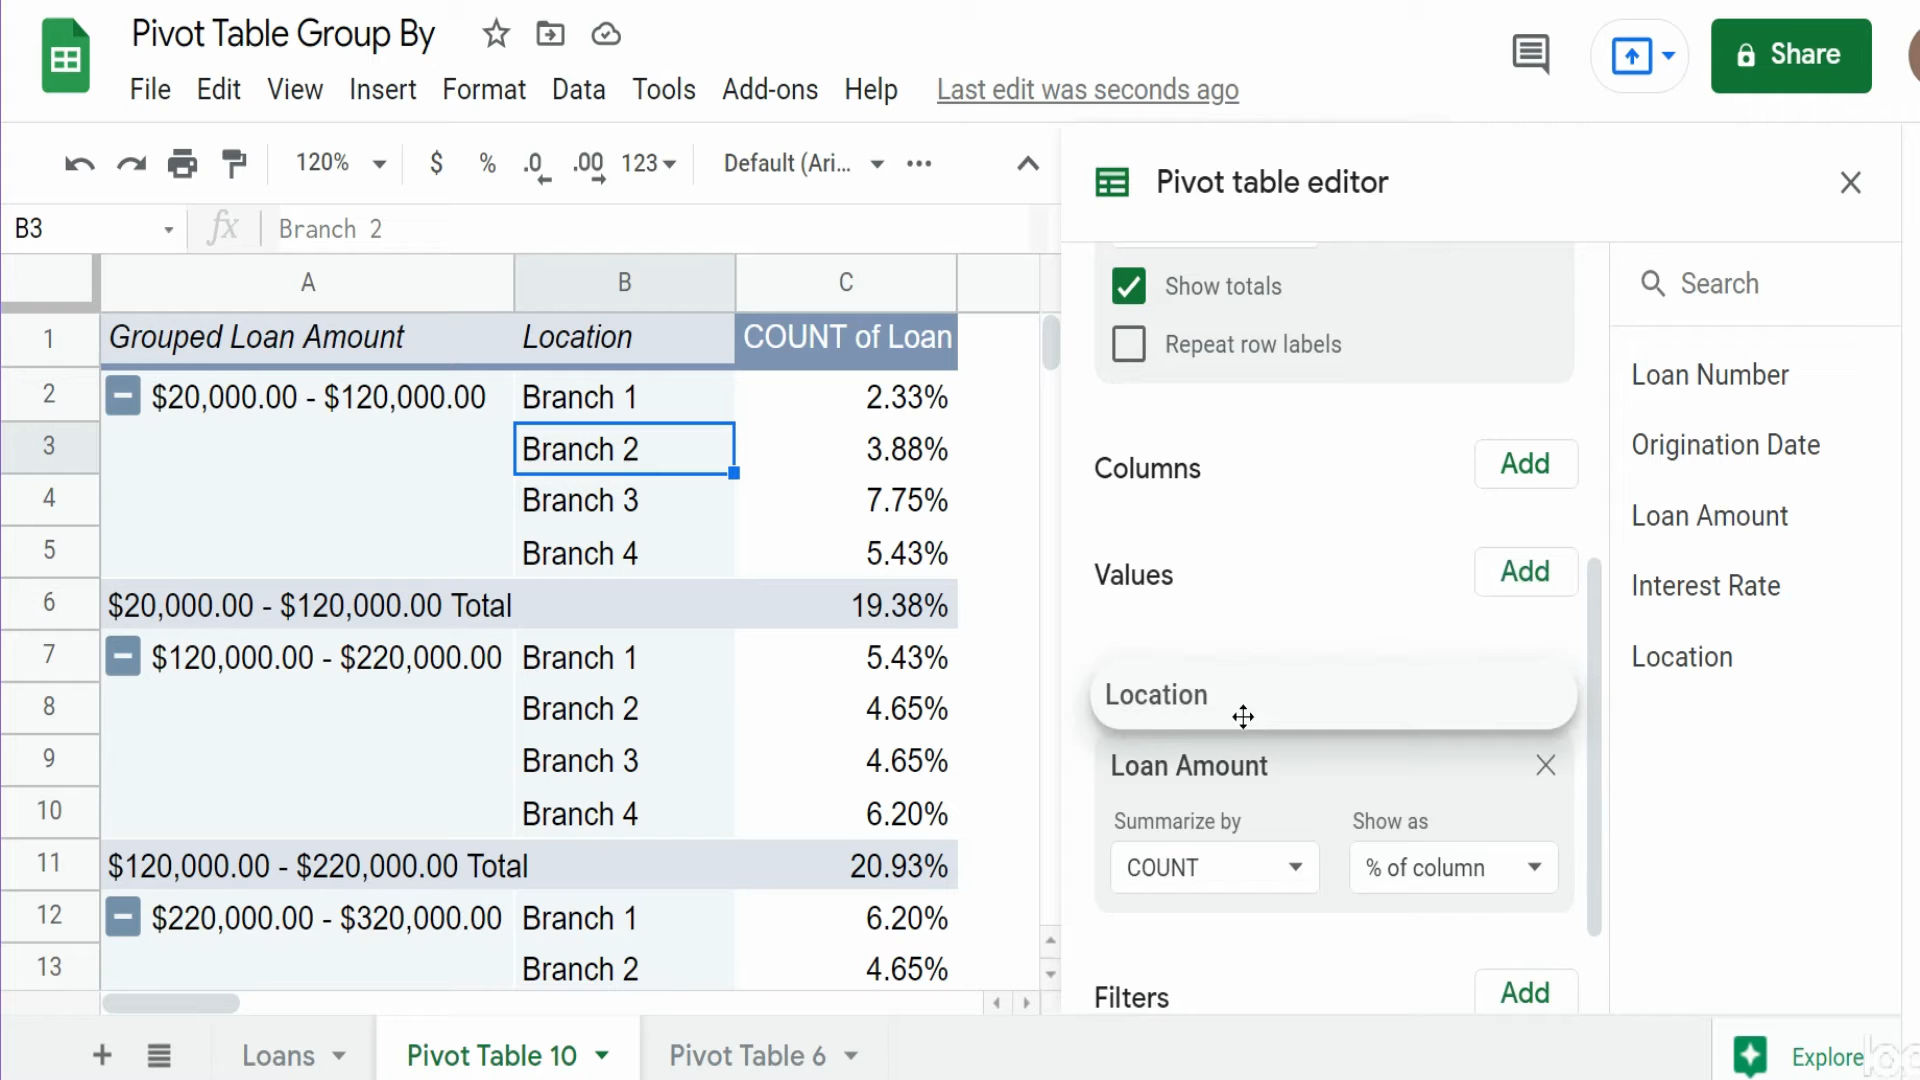 Pivot Table Group By
File Edit View Insert Format Data Tools Add-ons Help Last edit was seconds ago
Share
120% $ % .0 .00 123 Default (Ari... 
B3 fx Branch 2
A B C
1 Grouped Loan Amount Location COUNT of Loan
2 $20,000.00 - $120,000.00 Branch 1 2.33%
3 Branch 2 3.88%
4 Branch 3 7.75%
5 Branch 4 5.43%
6 $20,000.00 - $120,000.00 Total 19.38%
7 $120,000.00 - $220,000.00 Branch 1 5.43%
8 Branch 2 4.65%
9 Branch 3 4.65%
10 Branch 4 6.20%
11 $120,000.00 - $220,000.00 Total 20.93%
12 $220,000.00 - $320,000.00 Branch 1 6.20%
13 Branch 2 4.65%
Pivot table editor
Show totals
Repeat row labels
Columns Add
Values Add
Location
Loan Amount
Summarize by Show as
COUNT % of column
Filters Add
Search
Loan Number
Origination Date
Loan Amount
Interest Rate
Location
Loans Pivot Table 10 Pivot Table 6
Explore